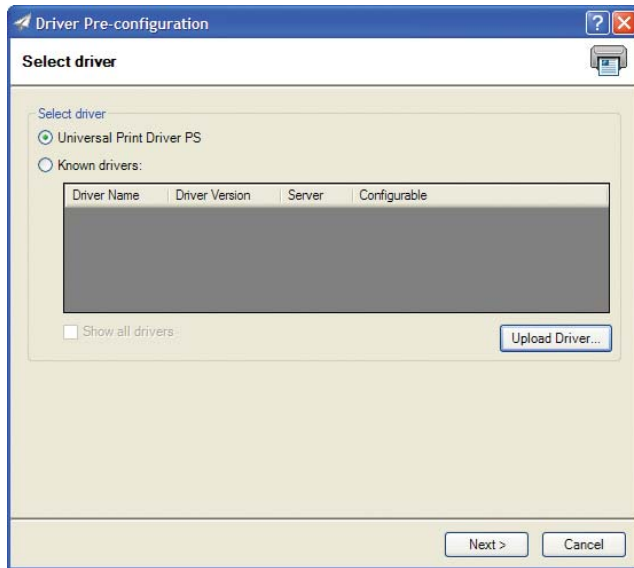 Driver Pre-configuration
Select driver
Select driver
Universal Print Driver PS
Known drivers:
Driver Name Driver Version Server Configurable
Show all drivers
Upload Driver...
Next > Cancel